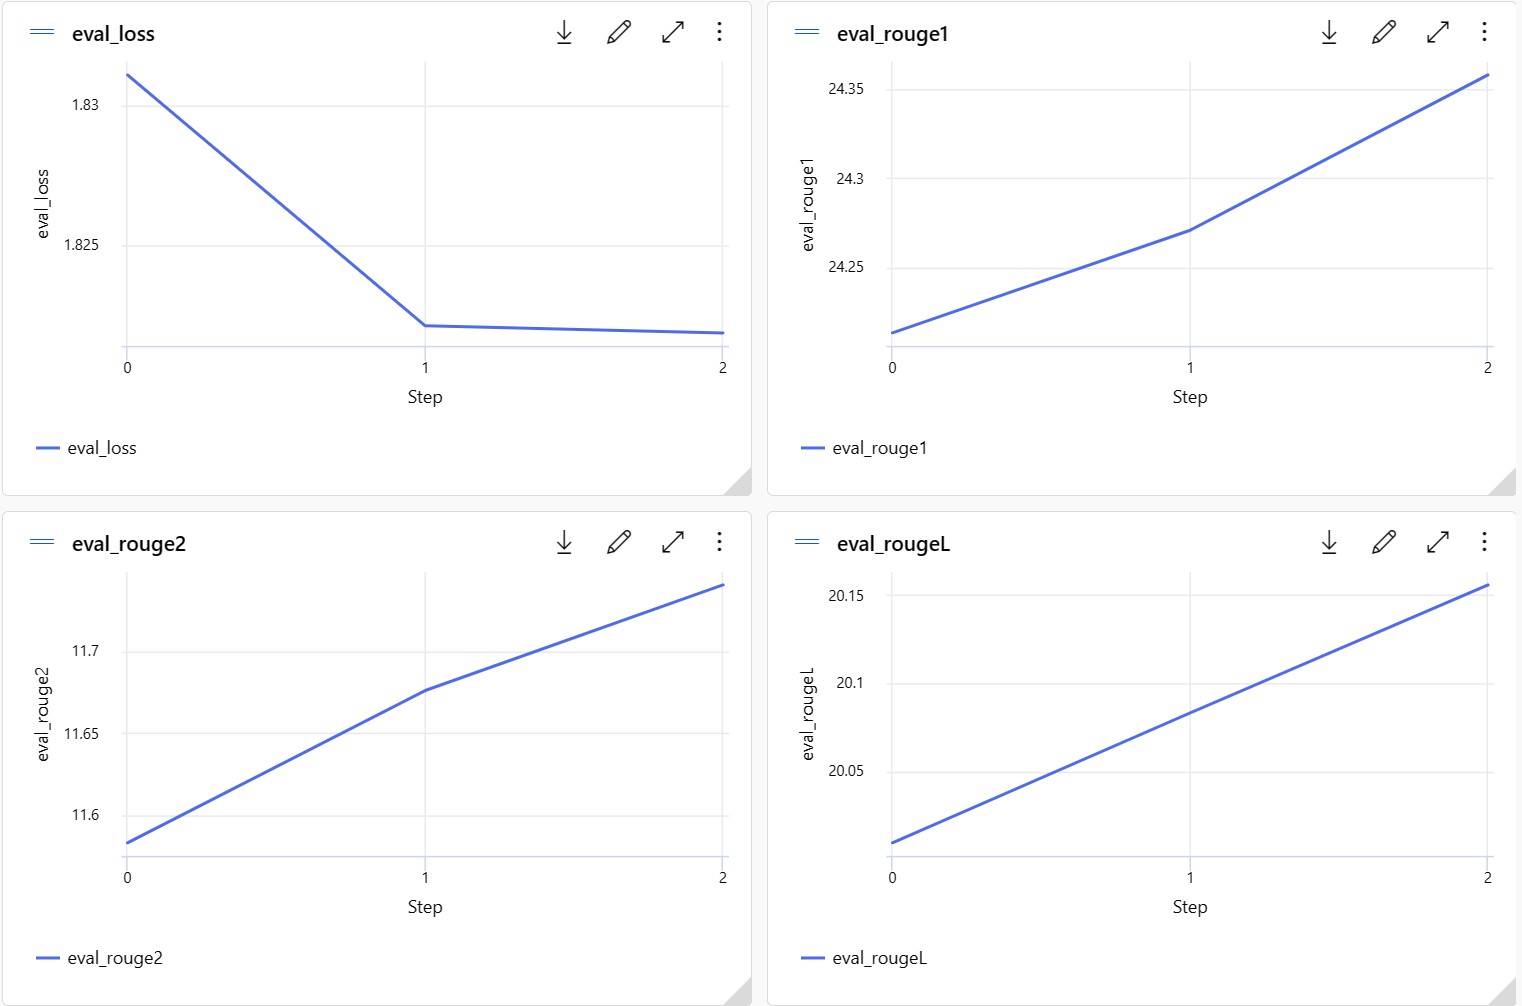 eval_loss
1.83
1.825
eval_loss
0 1 2
Step
eval_loss
eval_rouge1
24.35
24.3
24.25
eval_rouge1
0 1 2
Step
eval_rouge1
eval_rouge2
11.7
11.65
11.6
eval_rouge2
0 1 2
Step
eval_rouge2
eval_rougeL
20.15
20.1
20.05
eval_rougeL
0 1 2
Step
eval_rougeL